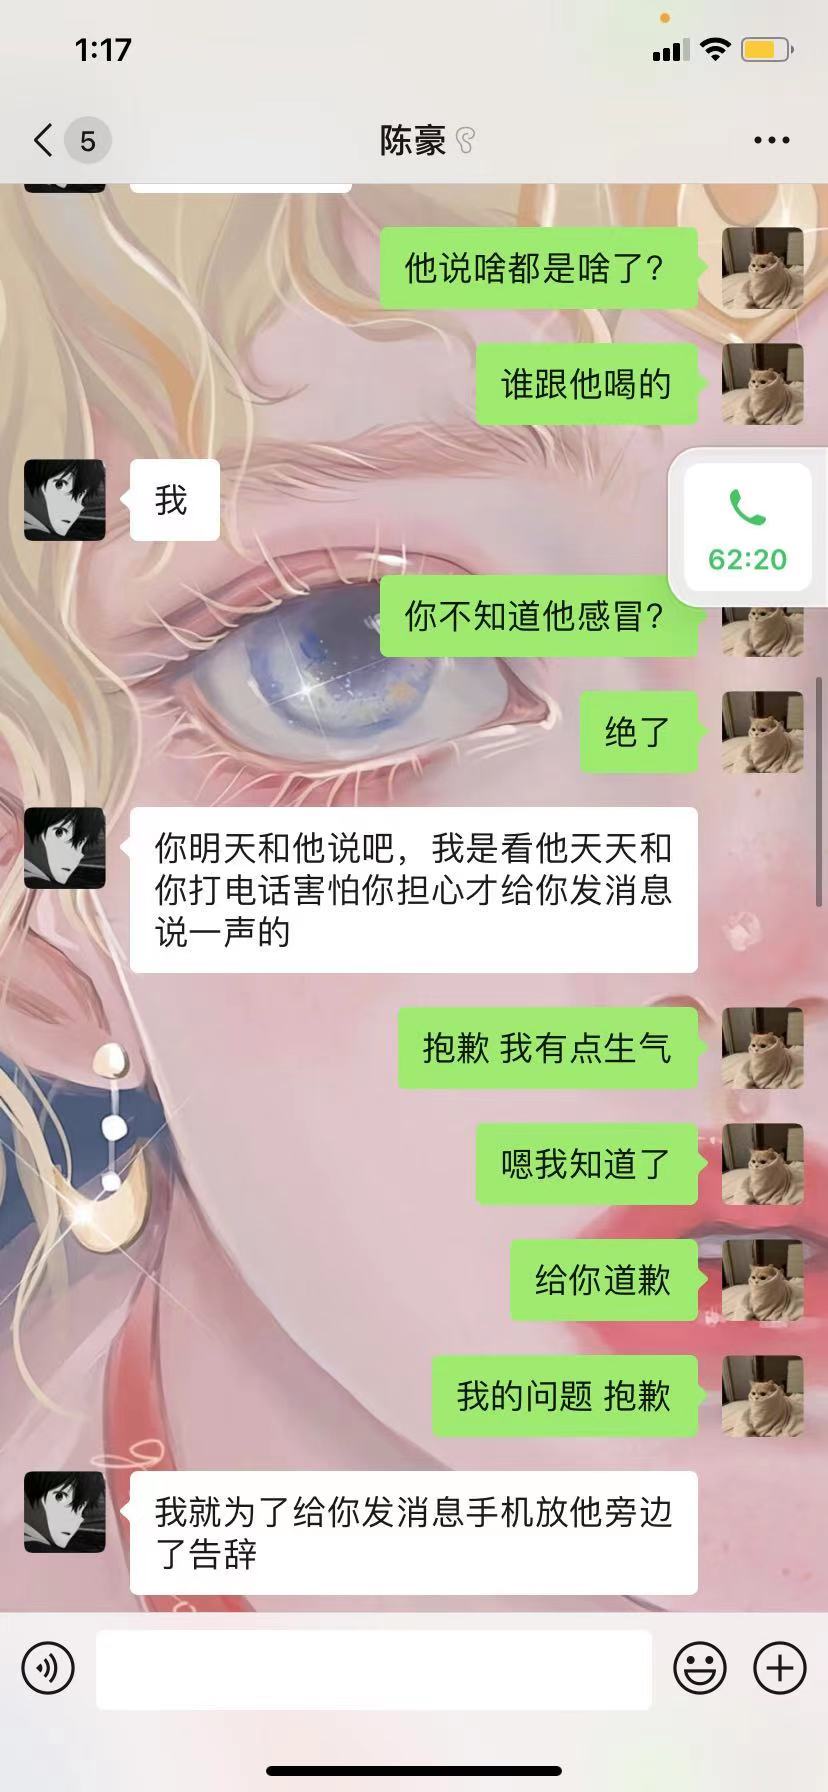 1:17
5
陈豪
他说啥都是啥了?
谁跟他喝的
我
62:20
你不知道他感冒?
绝了
你明天和他说吧，我是看他天天和
你打电话害怕你担心才给你发消息
说一声的
抱歉 我有点生气
嗯我知道了
给你道歉
我的问题 抱歉
我就为了给你发消息手机放他旁边
了告辞